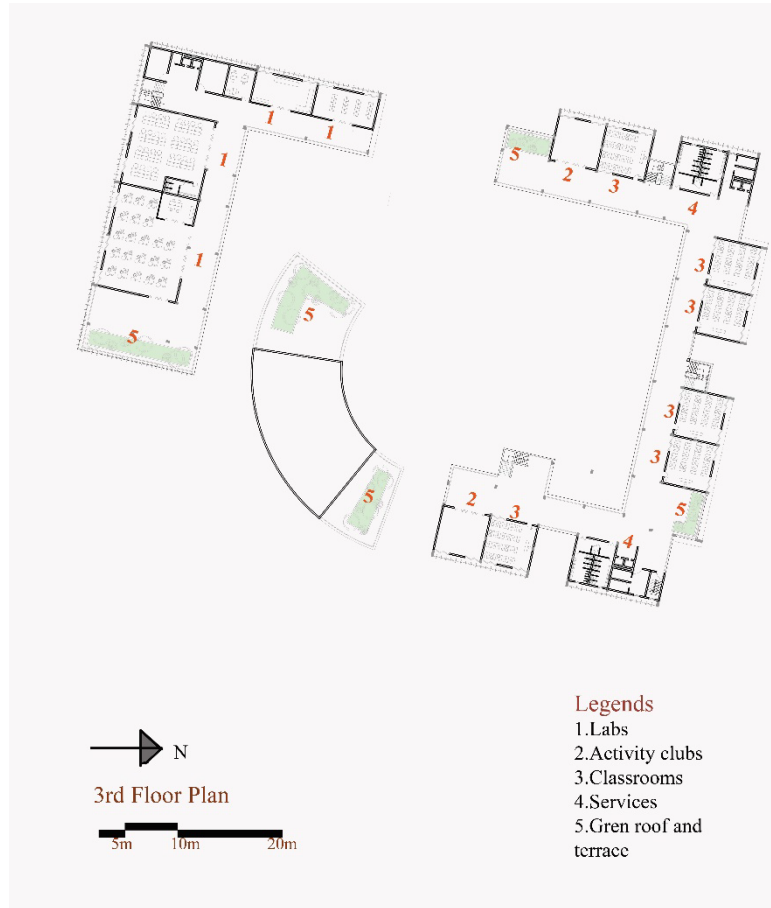 1
1
1
1
5
5
5
5
2
3
4
3
3
3
3
5
2
3
4
N
3rd Floor Plan
5m 10m 20m
Legends
1.Labs
2.Activity clubs
3.Classrooms
4.Services
5.Gren roof and
terrace